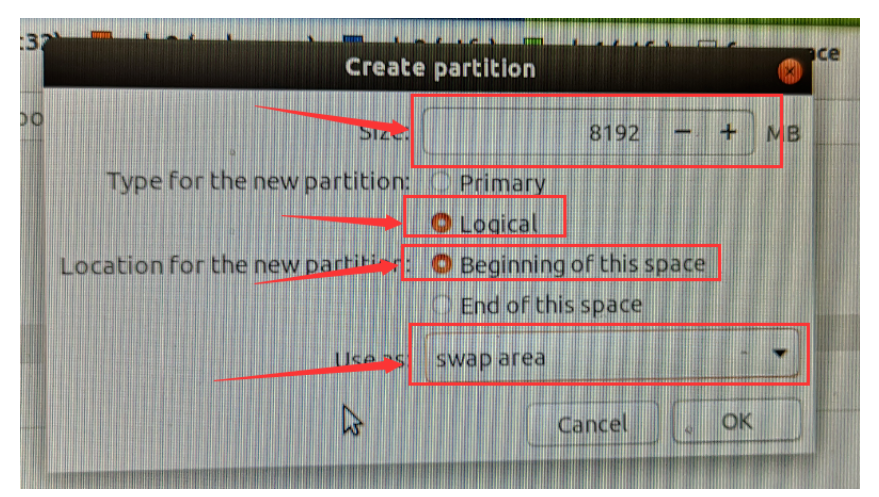 Create partition
Size: 8192 − + MB
Type for the new partition: Primary
Logical
Location for the new partition: Beginning of this space
End of this space
Use as: swap area
Cancel OK